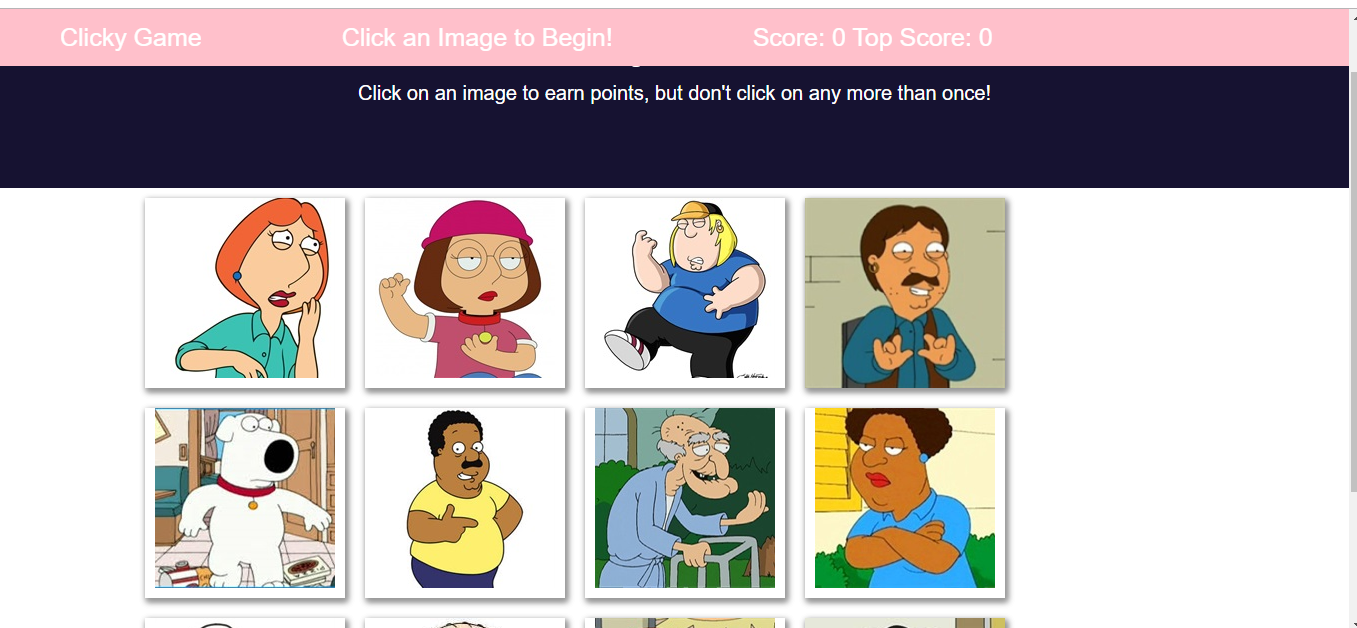 Clicky Game
Click an Image to Begin!
Score: 0 Top Score: 0
Click on an image to earn points, but don't click on any more than once!